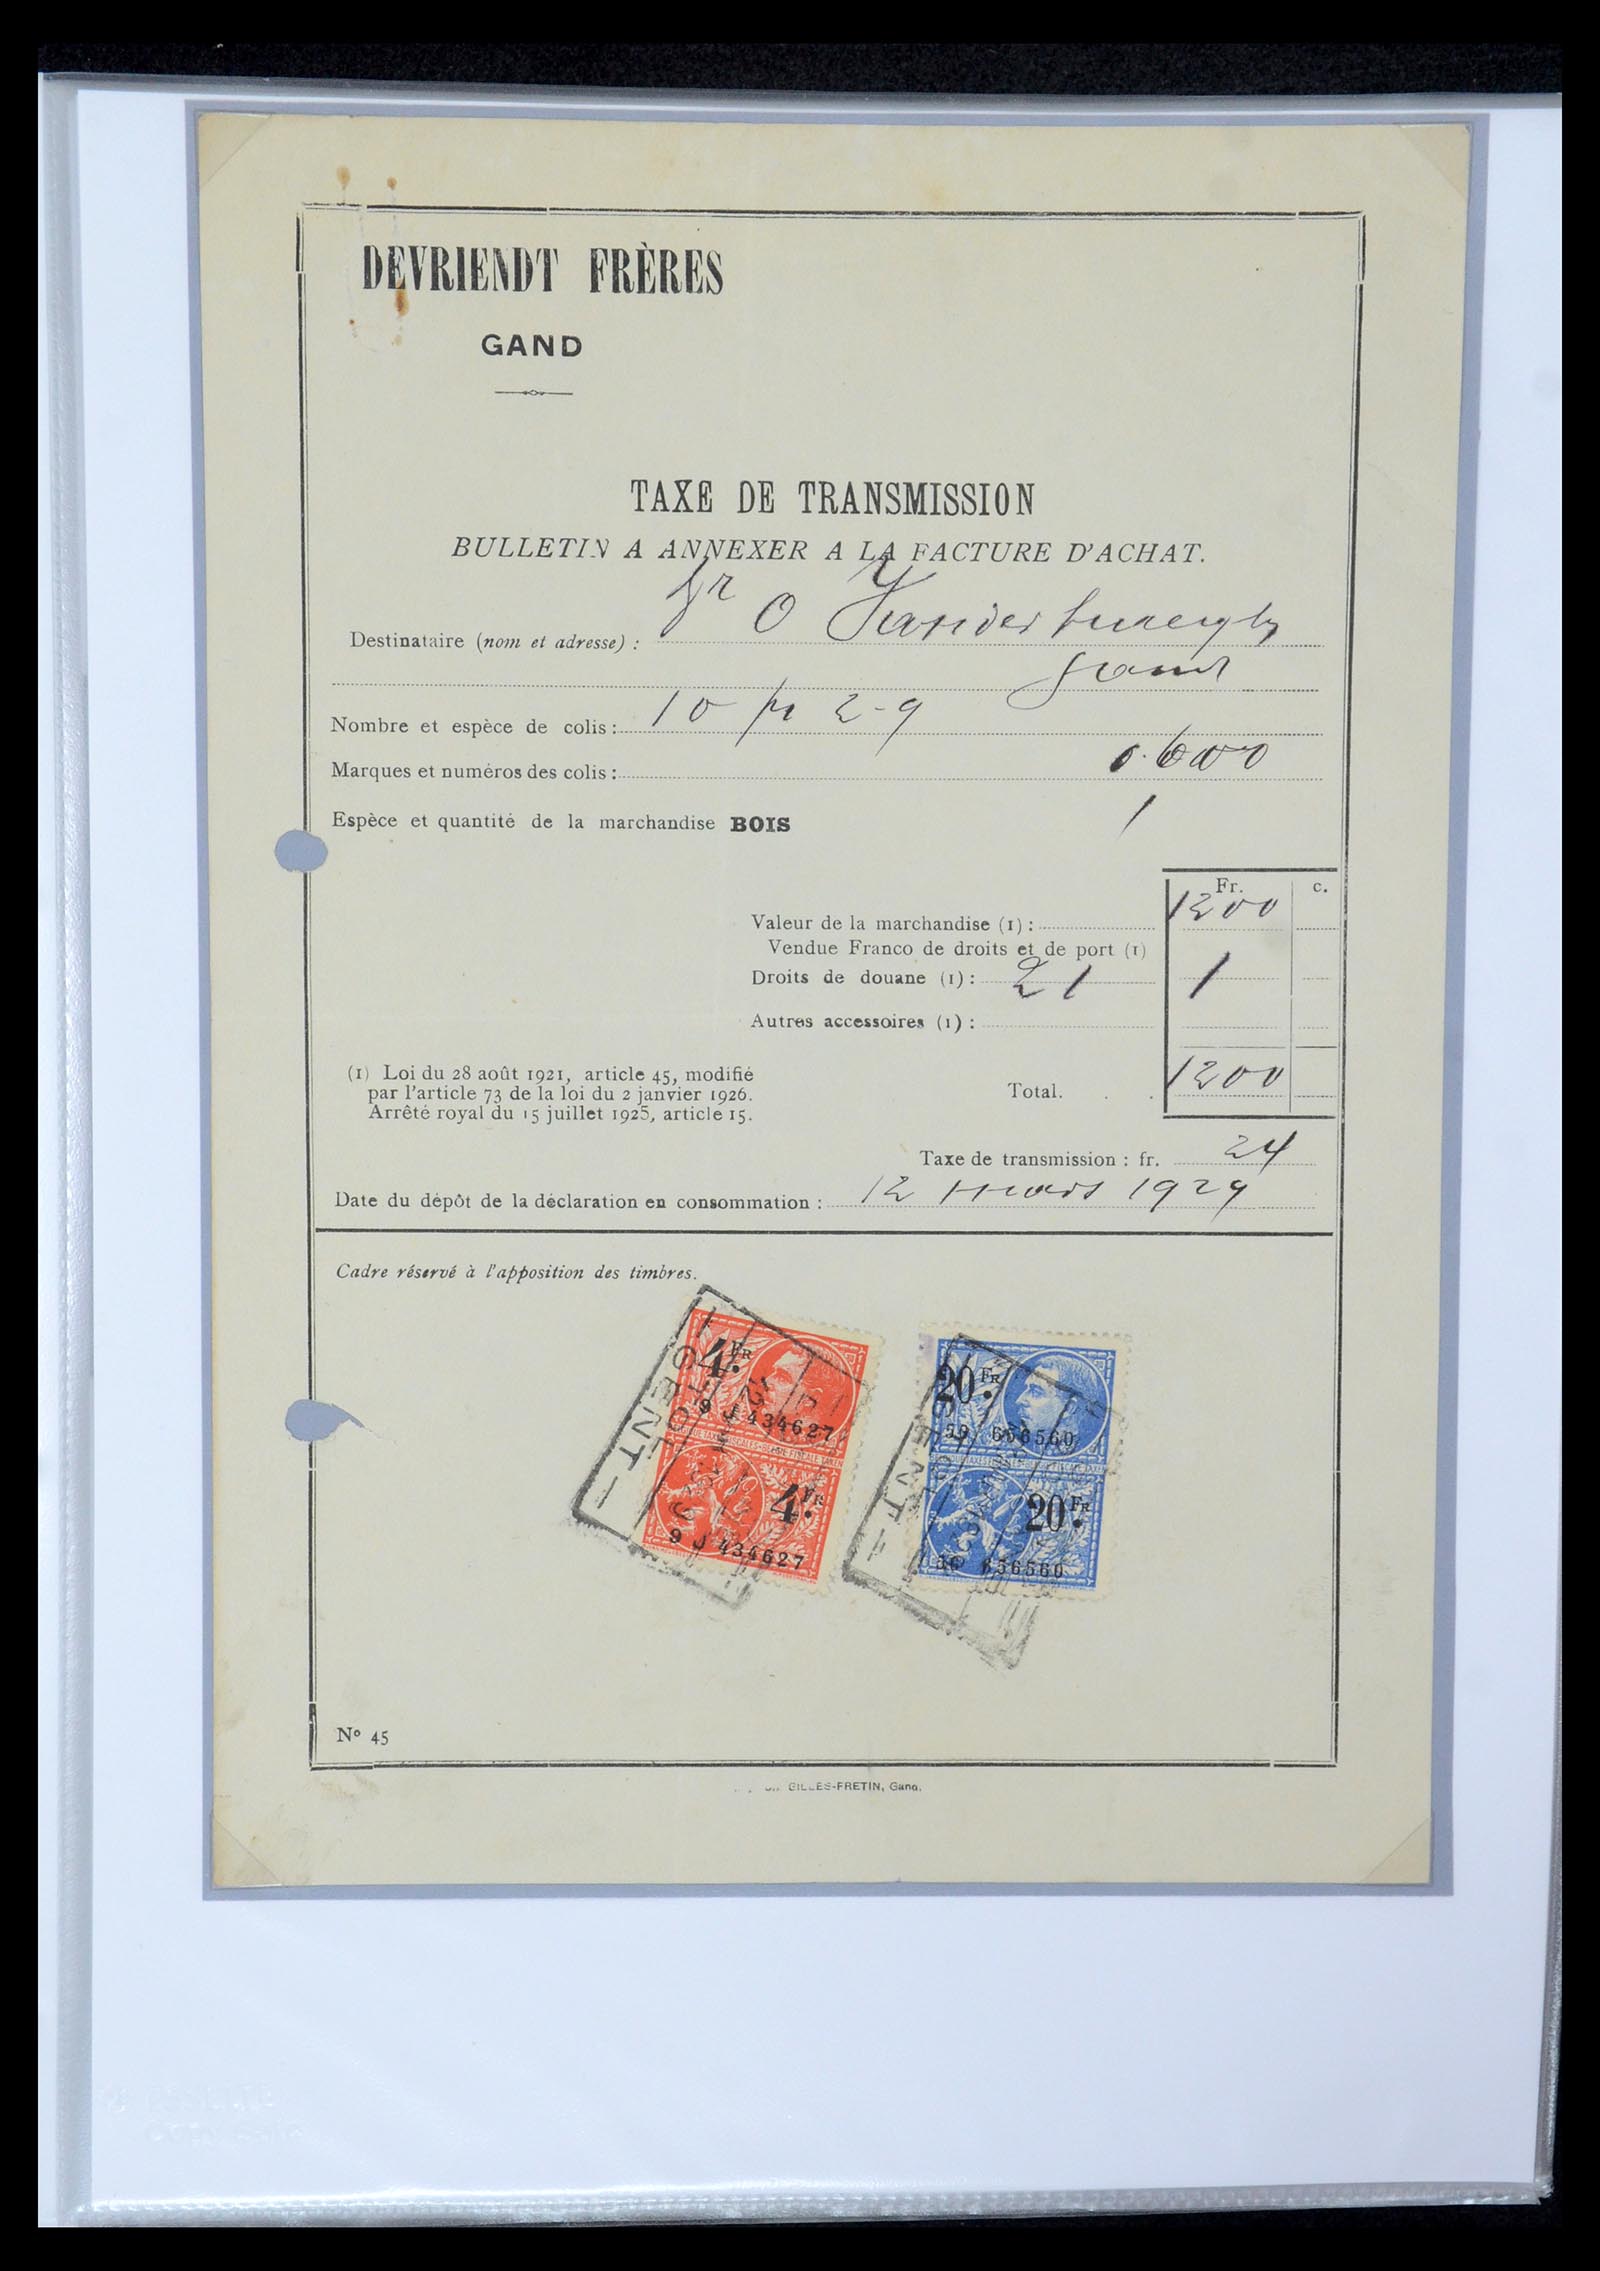 DEVRIENDT FRÈRES
GAND
TAXE DE TRANSMISSION
BULLETIN A ANNEXER A LA FACTURE D'ACHAT.
Destinataire (nom et adresse) : O
Nombre et espèce de colis : 10 2-9
Marques et numéros des colis :
Espèce et quantité de la marchandise BOIS
Fr. c.
Valeur de la marchandise (1) : 1200
Vendue Franco de droits et de port (1)
Droits de douane (1) :
Autres accessoires (1) :
(1) Loi du 28 août 1921, article 45, modifié
par l'article 73 de la loi du 2 janvier 1926.
Arrêté royal du 15 juillet 1925, article 15.
Total. . . 1200
Taxe de transmission : fr. 24
Date du dépôt de la déclaration en consommation : 12 mars 1929
Cadre réservé à l'apposition des timbres.
4 FR
9 J 434627
4 FR
9 J 434627
20 FR
656560
20 FR
656560
GENT
GENT
Nº 45
GILLES-FRETIN, Gand.